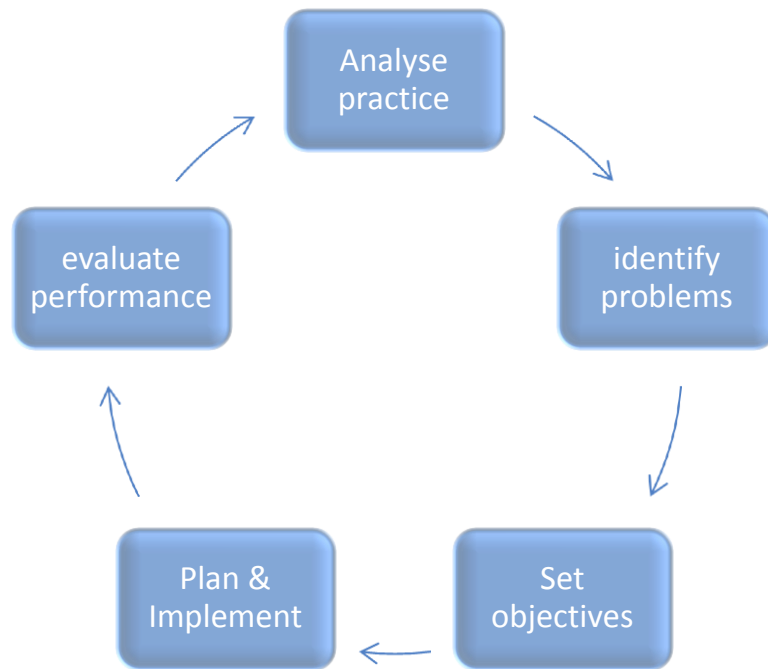 Analyse
practice
identify
problems
Set
objectives
Plan &
Implement
evaluate
performance